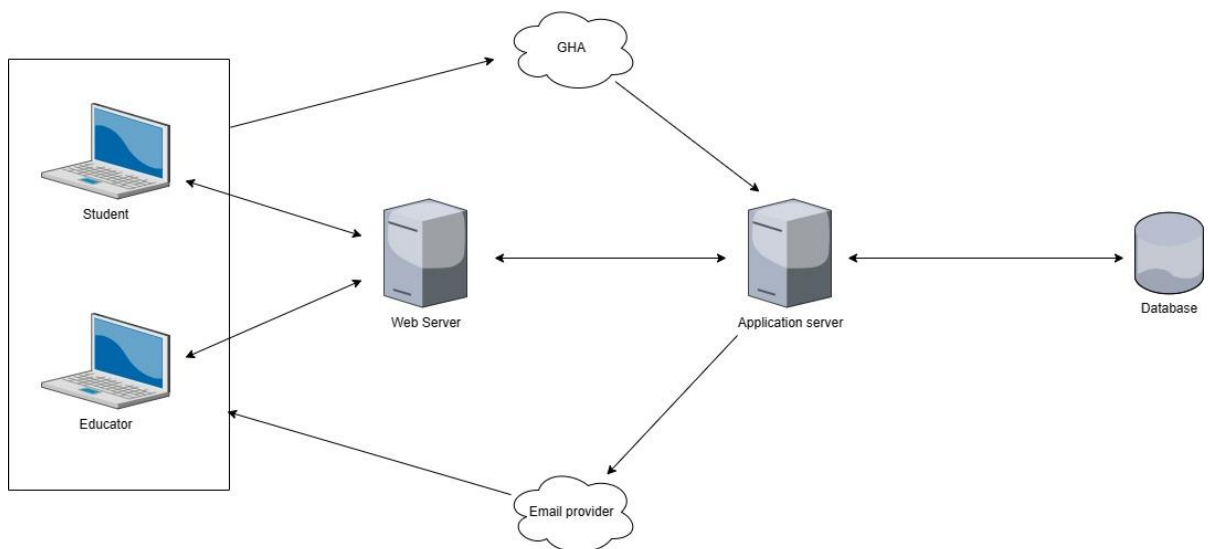 GHA
Student
Web Server
Application server
Database
Educator
Email provider